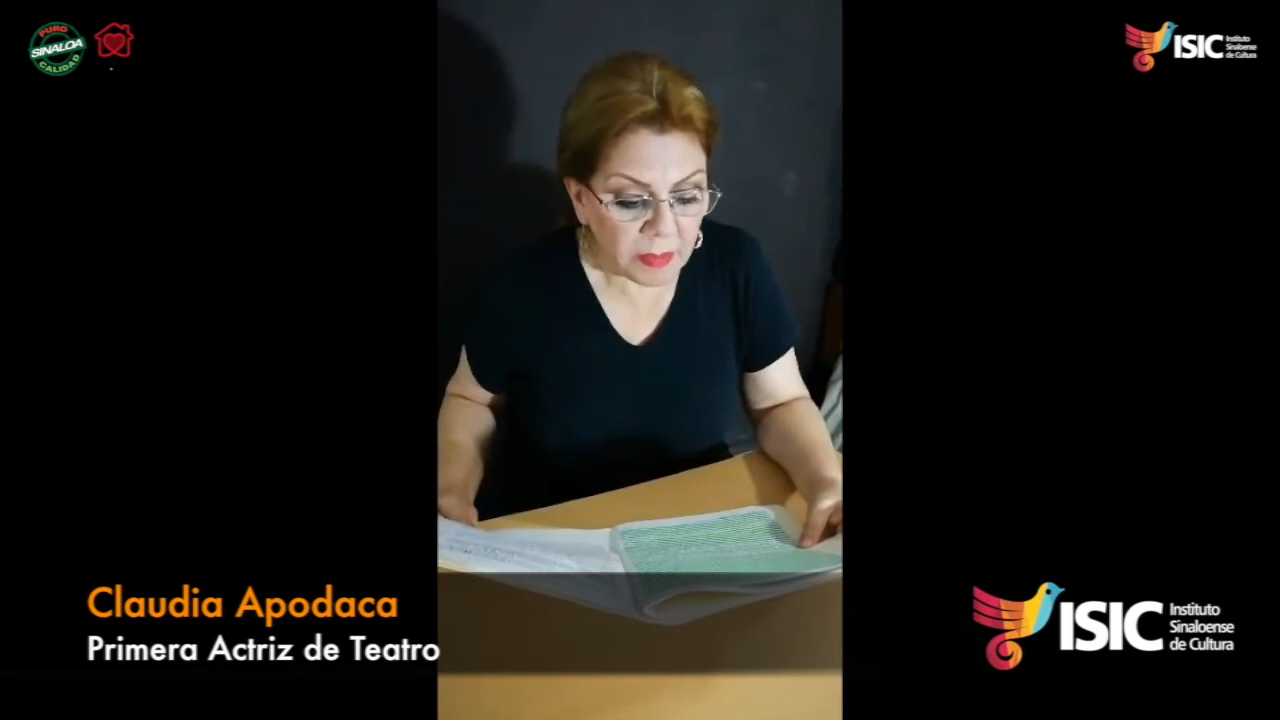 PURO
SINALOA
CALIDAD
ISIC
Instituto
Sinaloense
de Cultura
Claudia Apodaca
Primera Actriz de Teatro
ISIC
Instituto
Sinaloense
de Cultura